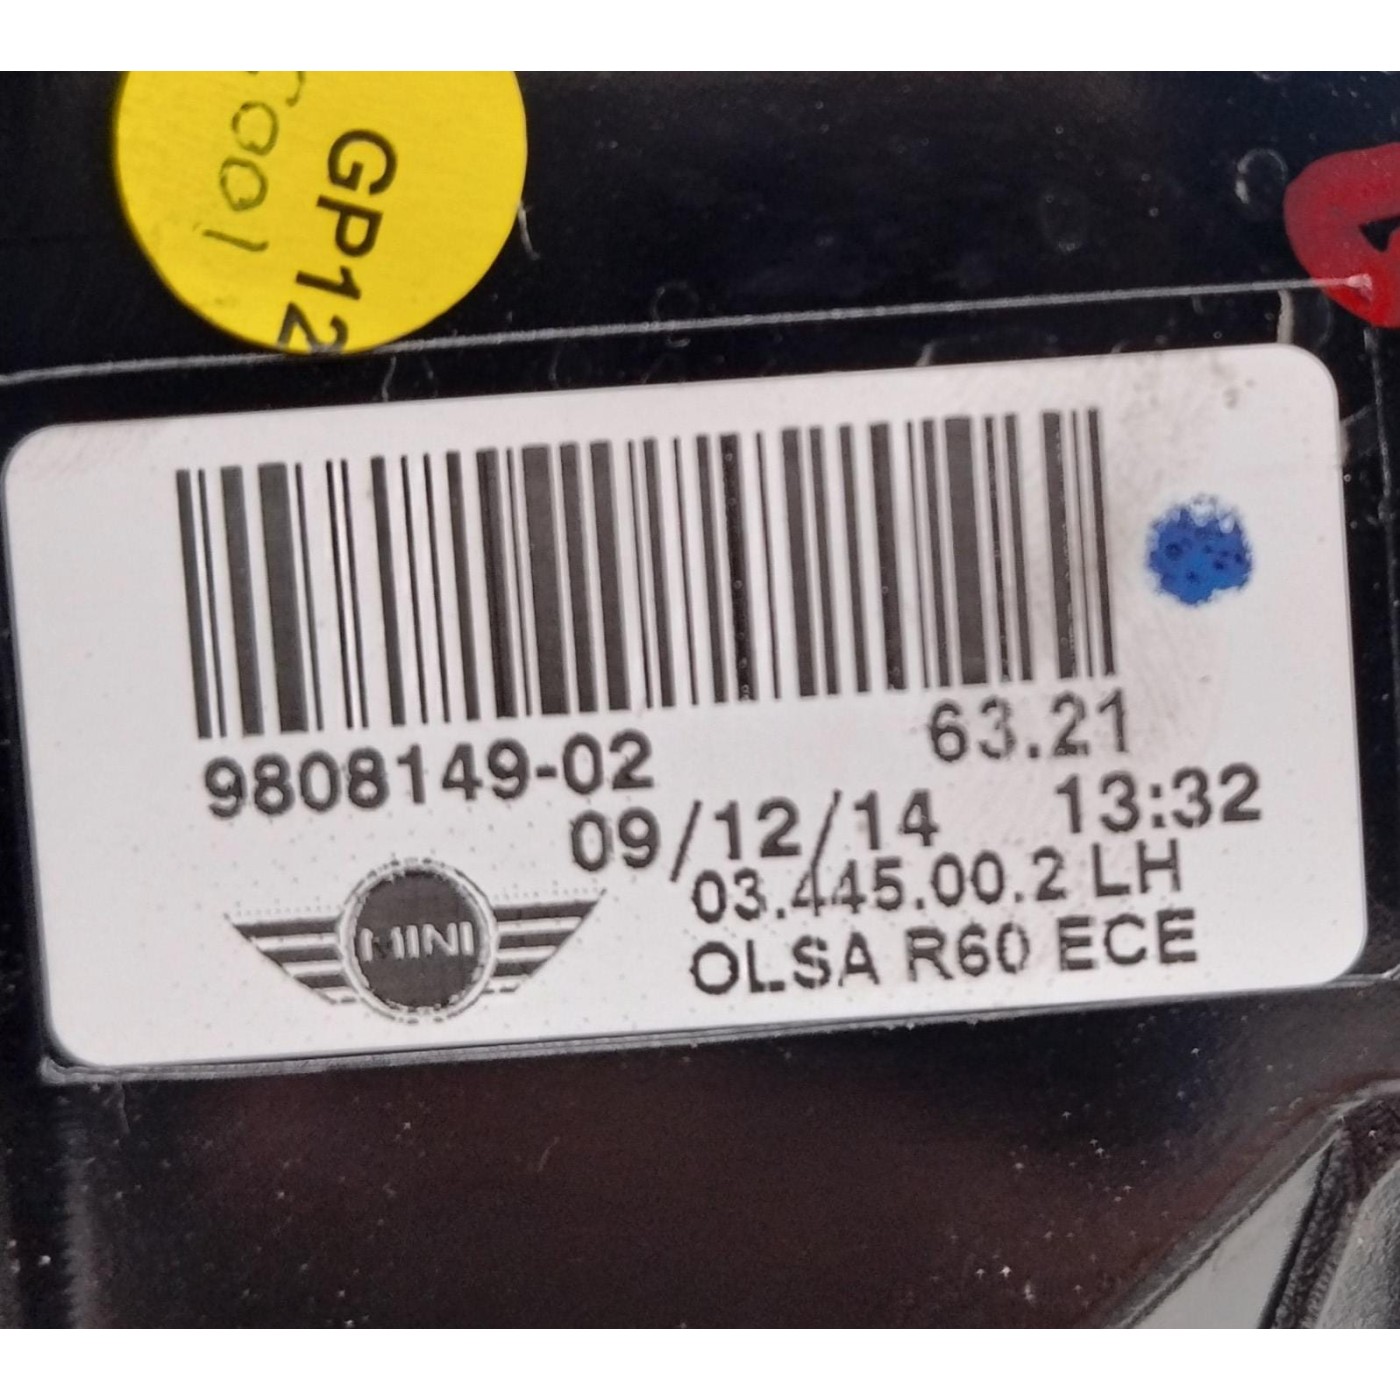 GP12
9808149-02
63.21
09/12/14 13:32
03.445.00.2 LH
OLSA R60 ECE
MINI